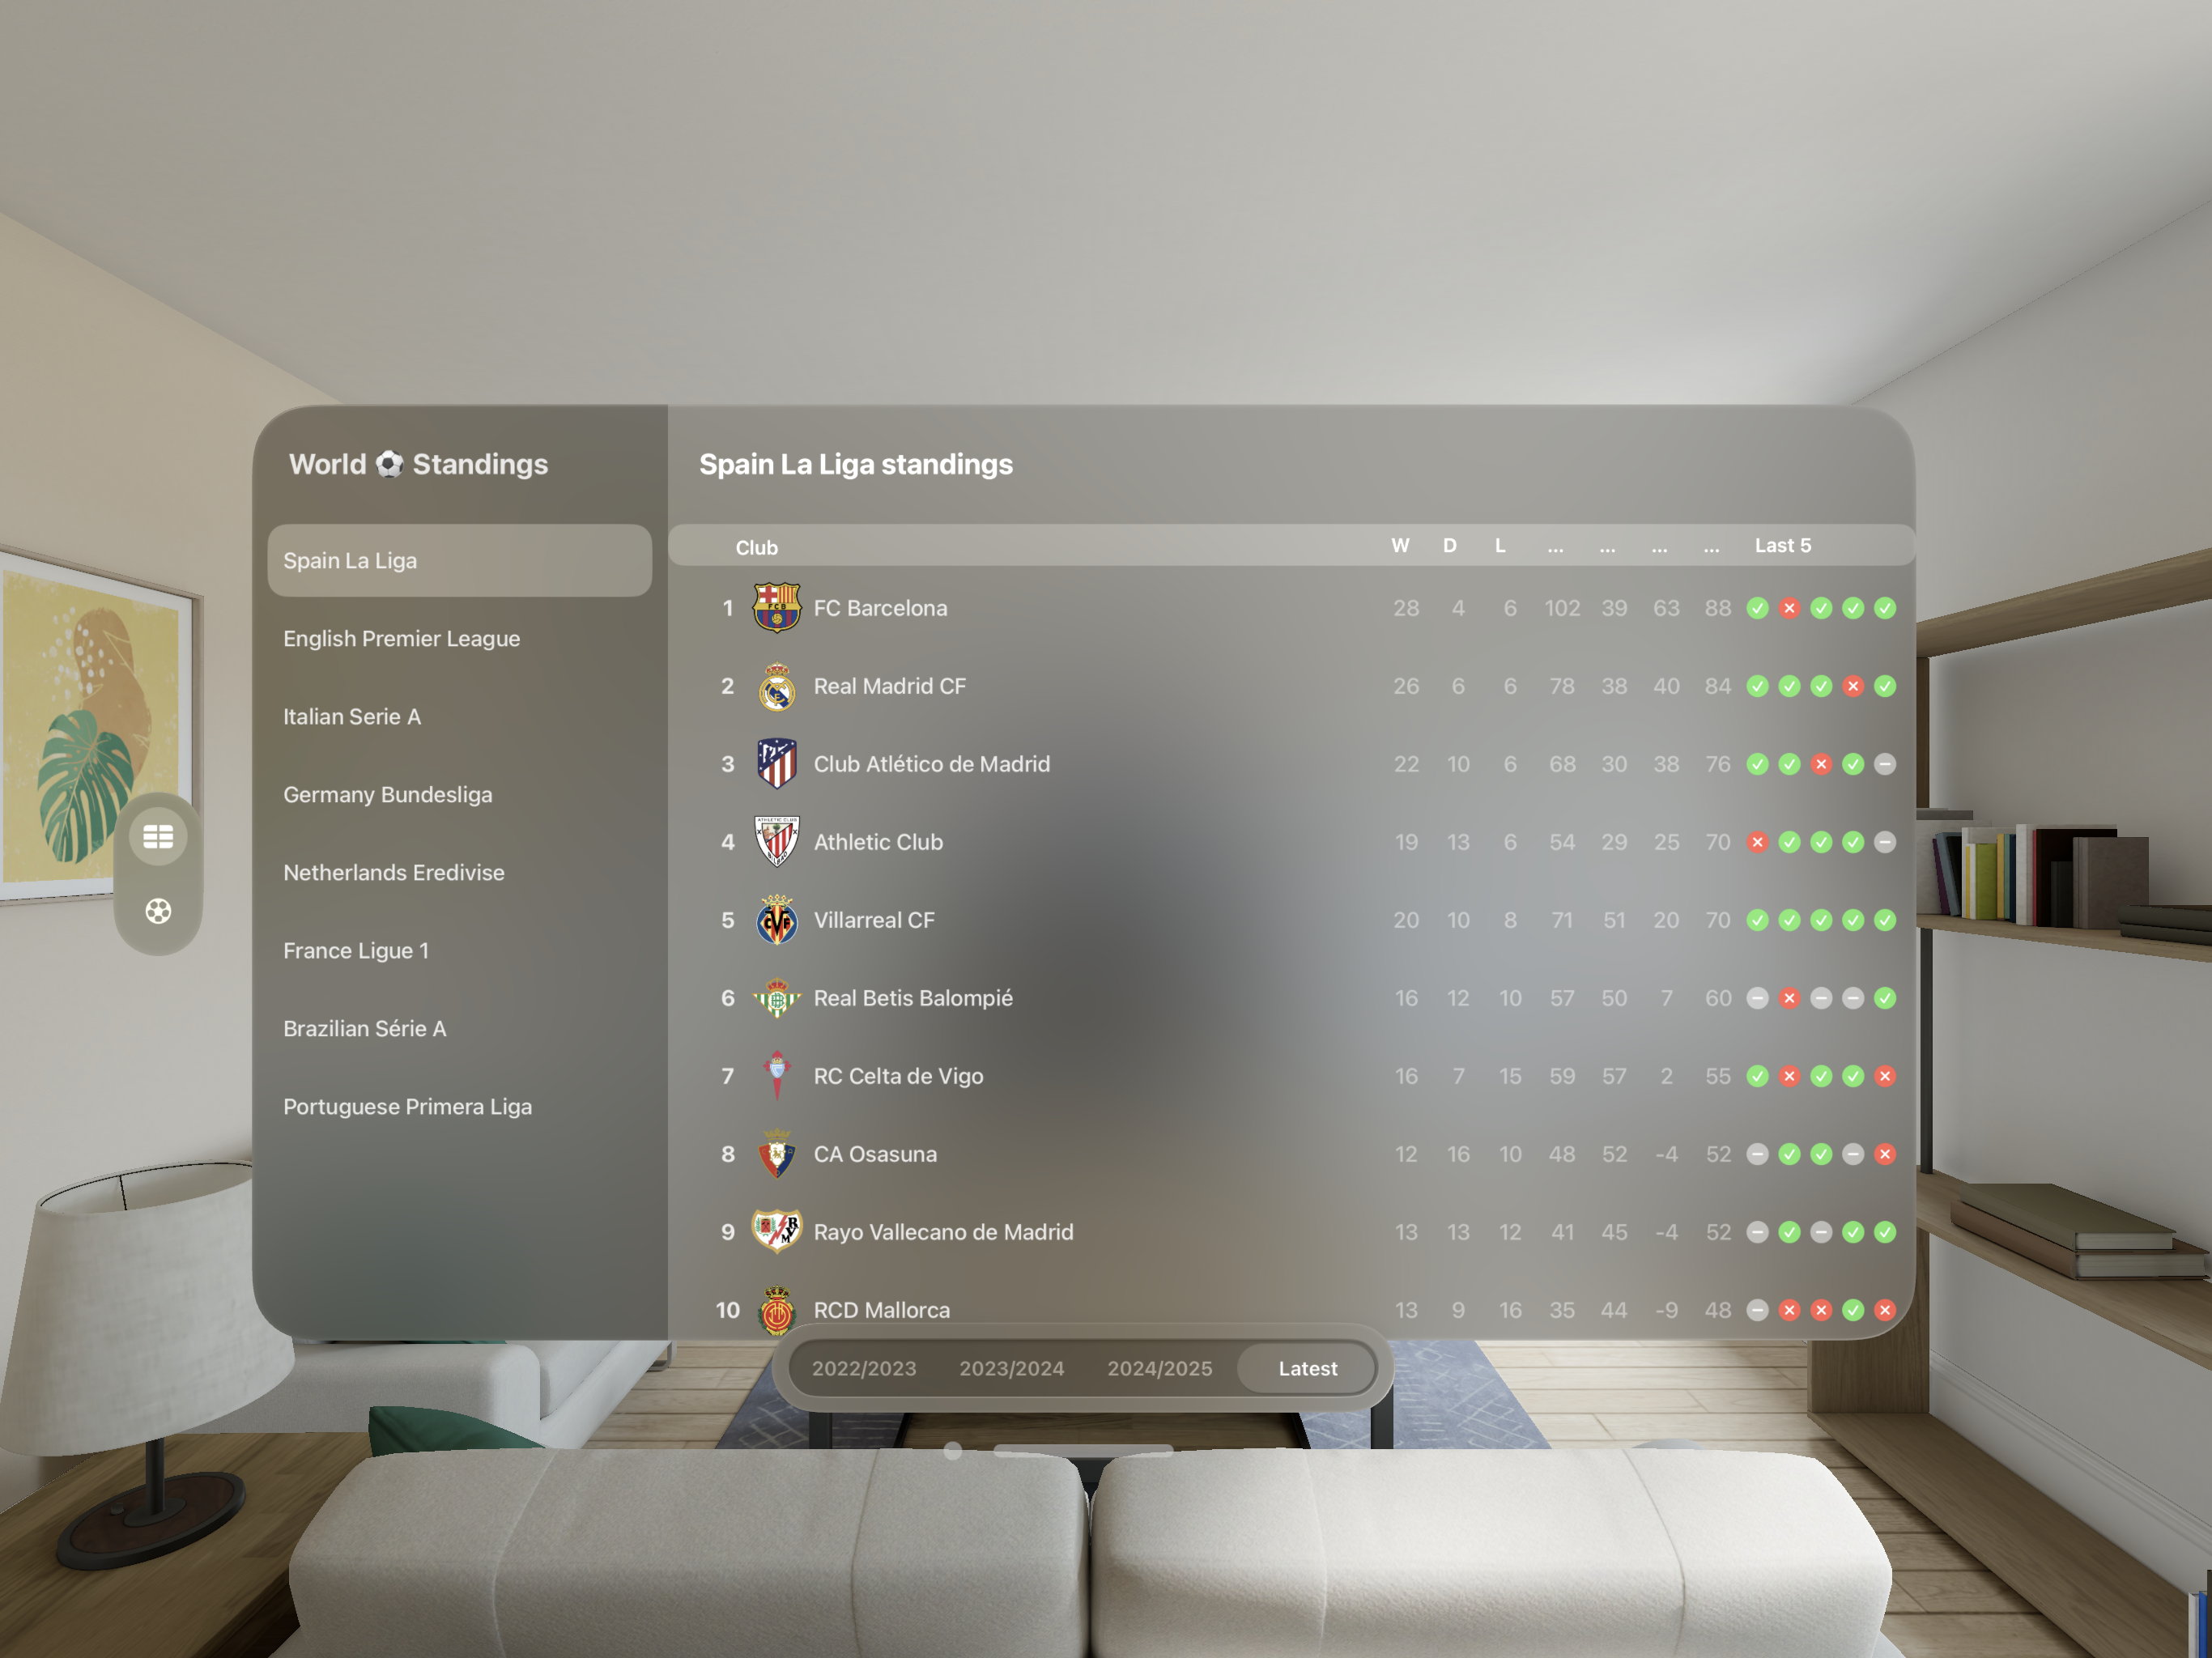 World ⚽ Standings
Spain La Liga
English Premier League
Italian Serie A
Germany Bundesliga
Netherlands Eredivise
France Ligue 1
Brazilian Série A
Portuguese Primera Liga
Spain La Liga standings
Club W D L ... ... ... ... Last 5
1 FC Barcelona 28 4 6 102 39 63 88
2 Real Madrid CF 26 6 6 78 38 40 84
3 Club Atlético de Madrid 22 10 6 68 30 38 76
4 Athletic Club 19 13 6 54 29 25 70
5 Villarreal CF 20 10 8 71 51 20 70
6 Real Betis Balompié 16 12 10 57 50 7 60
7 RC Celta de Vigo 16 7 15 59 57 2 55
8 CA Osasuna 12 16 10 48 52 -4 52
9 Rayo Vallecano de Madrid 13 13 12 41 45 -4 52
10 RCD Mallorca 13 9 16 35 44 -9 48
2022/2023 2023/2024 2024/2025 Latest